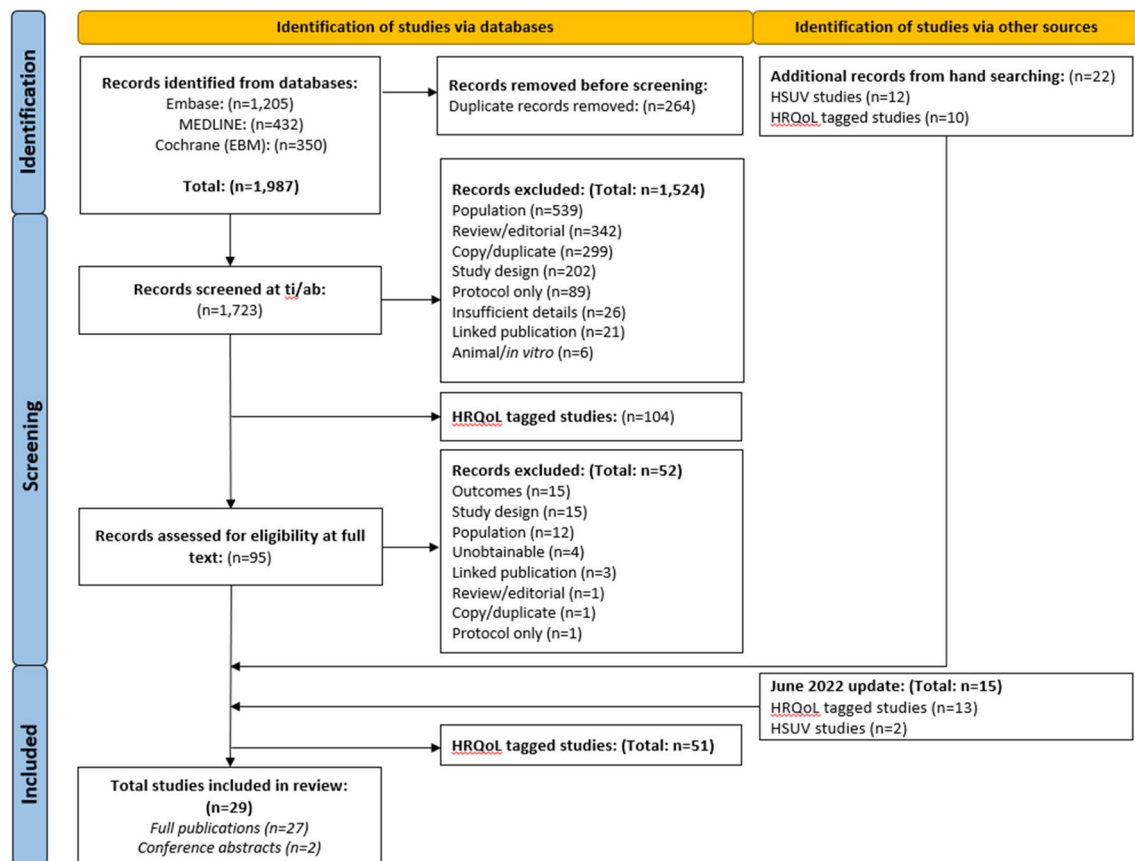 Identification of studies via databases
Identification of studies via other sources
Identification
Records identified from databases:
Embase: (n=1,205)
MEDLINE: (n=432)
Cochrane (EBM): (n=350)
Total: (n=1,987)
Records removed before screening:
Duplicate records removed: (n=264)
Additional records from hand searching: (n=22)
HSUV studies (n=12)
HRQoL tagged studies (n=10)
Screening
Records screened at ti/ab:
(n=1,723)
Records excluded: (Total: n=1,524)
Population (n=539)
Review/editorial (n=342)
Copy/duplicate (n=299)
Study design (n=202)
Protocol only (n=89)
Insufficient details (n=26)
Linked publication (n=21)
Animal/in vitro (n=6)
HRQoL tagged studies: (n=104)
Records assessed for eligibility at full
text: (n=95)
Records excluded: (Total: n=52)
Outcomes (n=15)
Study design (n=15)
Population (n=12)
Unobtainable (n=4)
Linked publication (n=3)
Review/editorial (n=1)
Copy/duplicate (n=1)
Protocol only (n=1)
Included
June 2022 update: (Total: n=15)
HRQoL tagged studies (n=13)
HSUV studies (n=2)
HRQoL tagged studies: (Total: n=51)
Total studies included in review:
(n=29)
Full publications (n=27)
Conference abstracts (n=2)